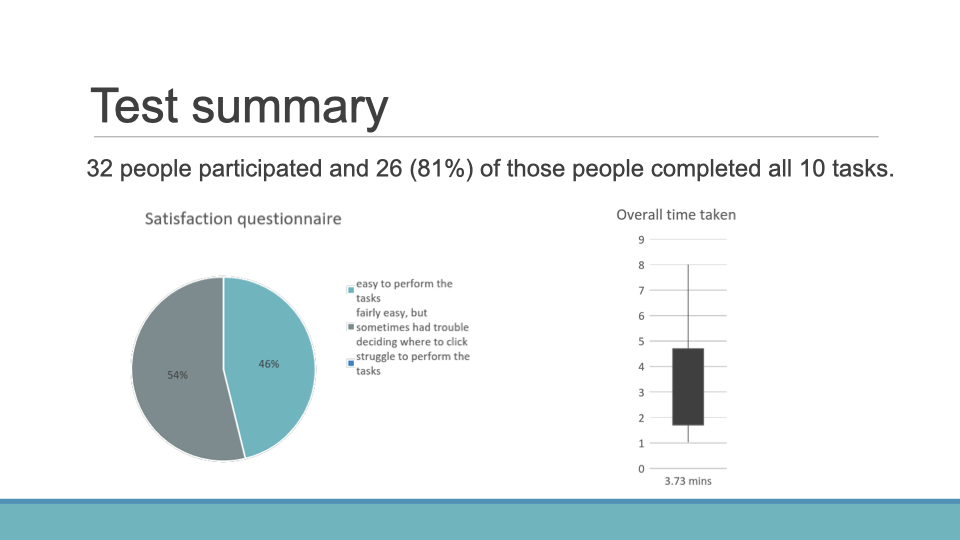 Test summary
32 people participated and 26 (81%) of those people completed all 10 tasks.
Satisfaction questionnaire
54%
46%
easy to perform the
tasks
fairly easy, but
sometimes had trouble
deciding where to click
struggle to perform the
tasks
Overall time taken
9
8
7
6
5
4
3
2
1
0
3.73 mins